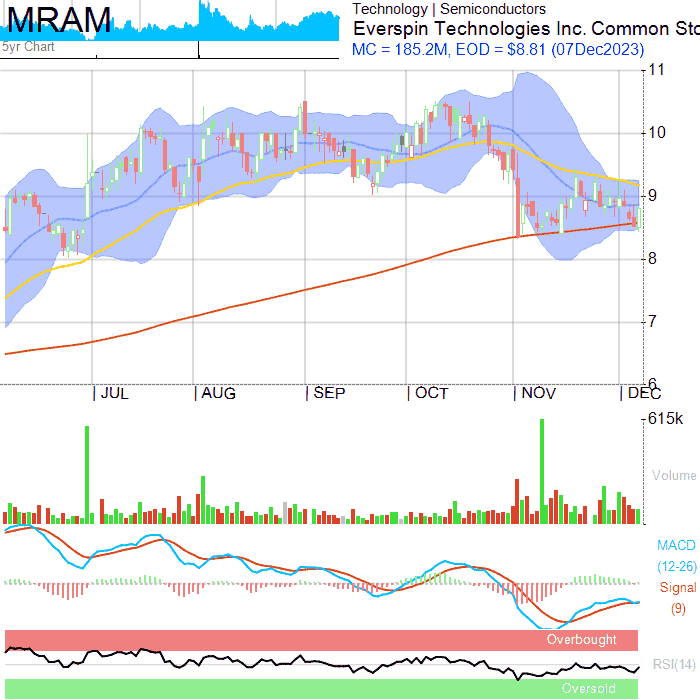 MRAM
5yr Chart
Technology | Semiconductors
Everspin Technologies Inc. Common Sto
MC = 185.2M, EOD = $8.81 (07Dec2023)
11
10
9
8
7
6
JUL AUG SEP OCT NOV DEC
615k
Volume
MACD
(12-26)
Signal
(9)
Overbought
RSI(14)
Oversold